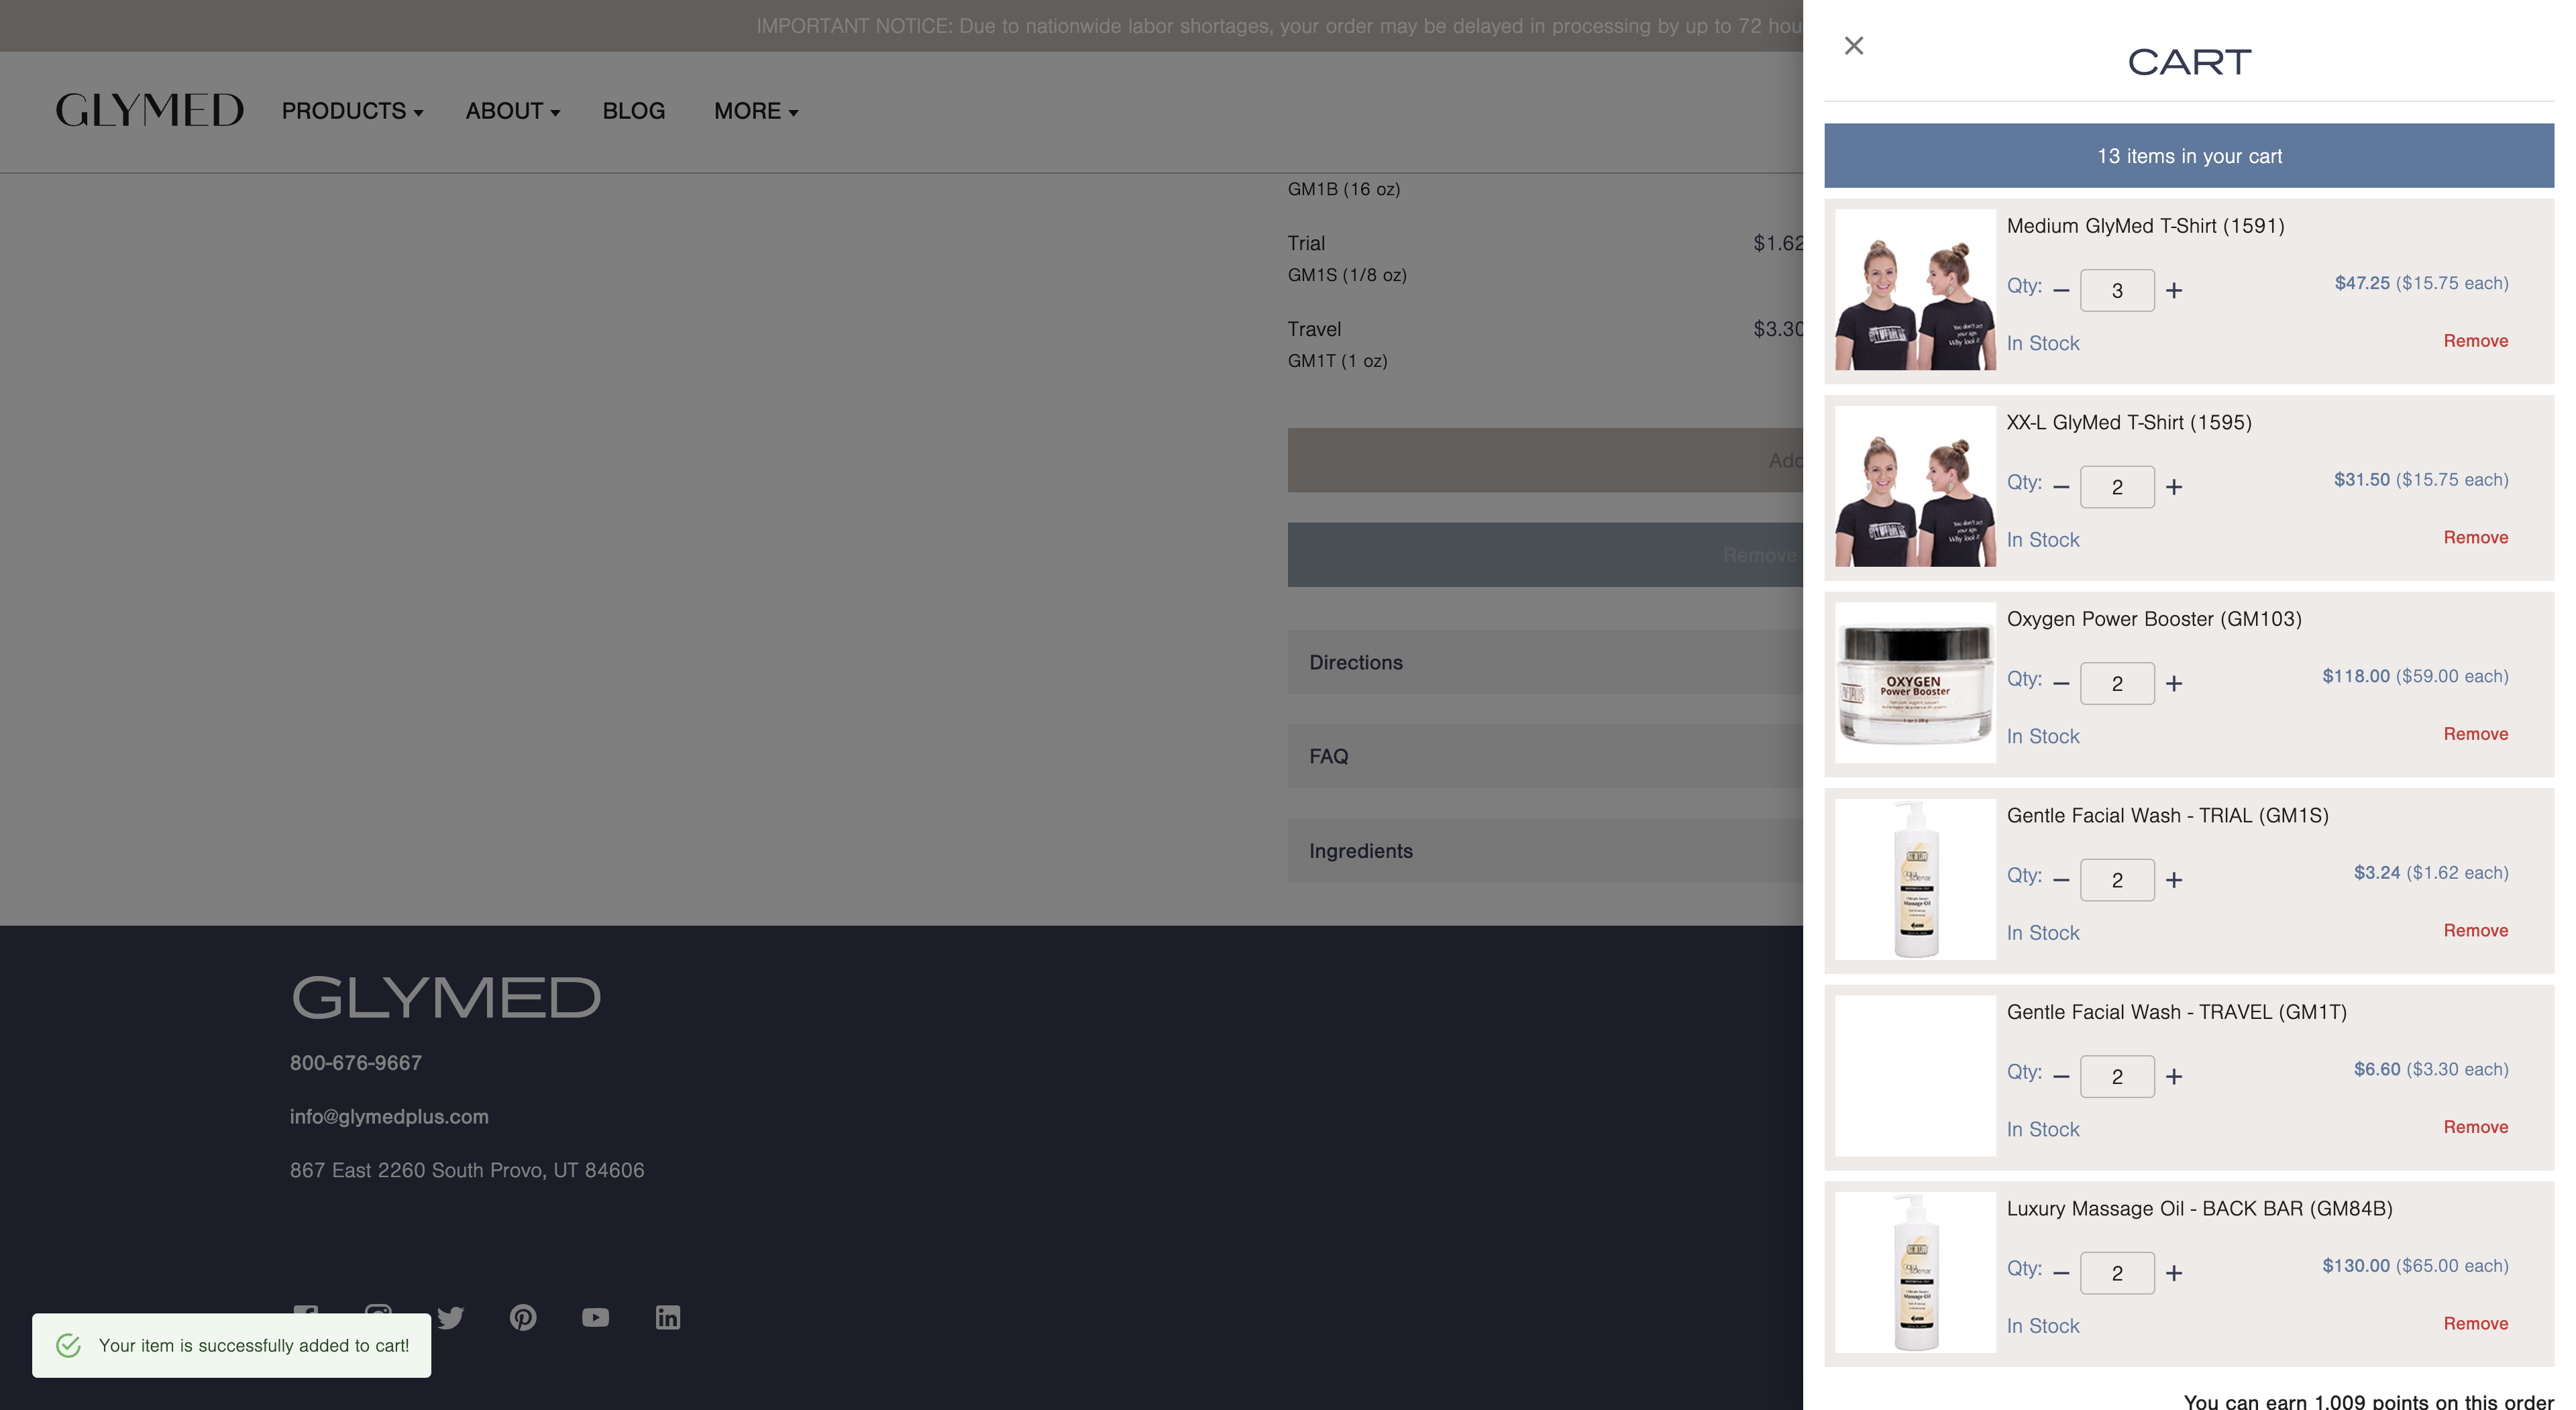 IMPORTANT NOTICE: Due to nationwide labor shortages, your order may be delayed in processing by up to 72
GLYMED
PRODUCTS
ABOUT
BLOG
MORE
GM1B (16 oz)
Trial
$1.62
GM1S (1/8 oz)
Travel
$3.30
GM1T (1 oz)
Remove
Directions
FAQ
Ingredients
GLYMED
800-676-9667
info@glymedplus.com
867 East 2260 South Provo, UT 84606
Your item is successfully added to cart!
CART
13 items in your cart
Medium GlyMed T-Shirt (1591)
Qty: − 3 +
$47.25 ($15.75 each)
In Stock
Remove
XX-L GlyMed T-Shirt (1595)
Qty: − 2 +
$31.50 ($15.75 each)
In Stock
Remove
OXYGEN
Power Booster
Oxygen Power Booster (GM103)
Qty: − 2 +
$118.00 ($59.00 each)
In Stock
Remove
Gentle Facial Wash - TRIAL (GM1S)
Qty: − 2 +
$3.24 ($1.62 each)
In Stock
Remove
Gentle Facial Wash - TRAVEL (GM1T)
Qty: − 2 +
$6.60 ($3.30 each)
In Stock
Remove
Luxury Massage Oil - BACK BAR (GM84B)
Qty: − 2 +
$130.00 ($65.00 each)
In Stock
Remove
You can earn 1,009 points on this order